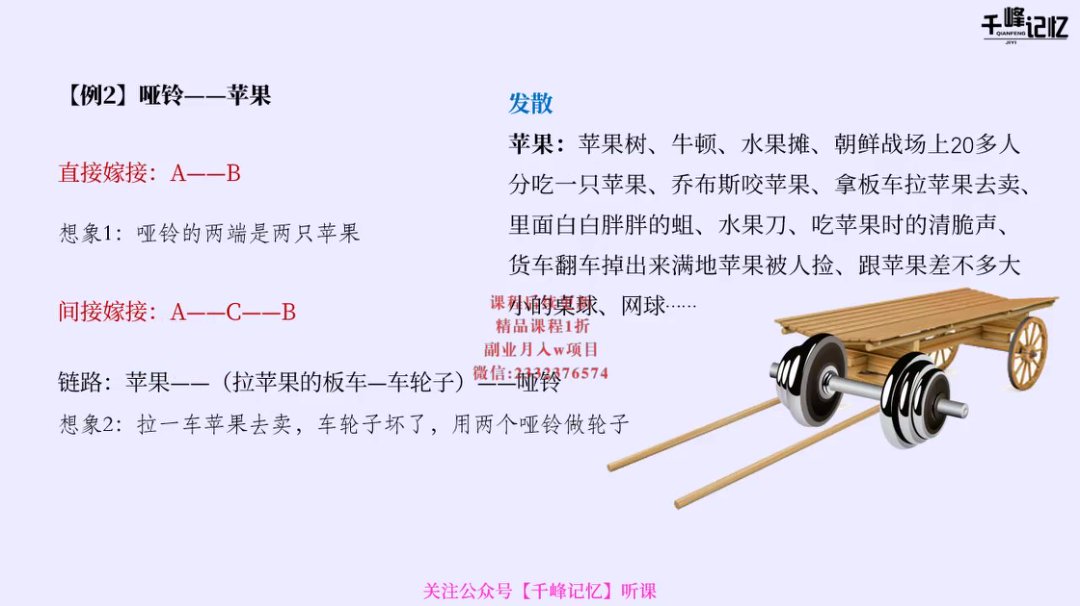 千峰记忆
QIANFENG
JIYI
【例2】哑铃——苹果
直接嫁接：A——B
想象1：哑铃的两端是两只苹果
间接嫁接：A——C——B
链路：苹果——（拉苹果的板车—车轮子）——哑铃
想象2：拉一车苹果去卖，车轮子坏了，用两个哑铃做轮子
发散
苹果：苹果树、牛顿、水果摊、朝鲜战场上20多人
分吃一只苹果、乔布斯咬苹果、拿板车拉苹果去卖、
里面白白胖胖的蛆、水果刀、吃苹果时的清脆声、
货车翻车掉出来满地苹果被人捡、跟苹果差不多大
小的桌球、网球……
精品课程1折
副业月入w项目
微信:2332376574
关注公众号【千峰记忆】听课